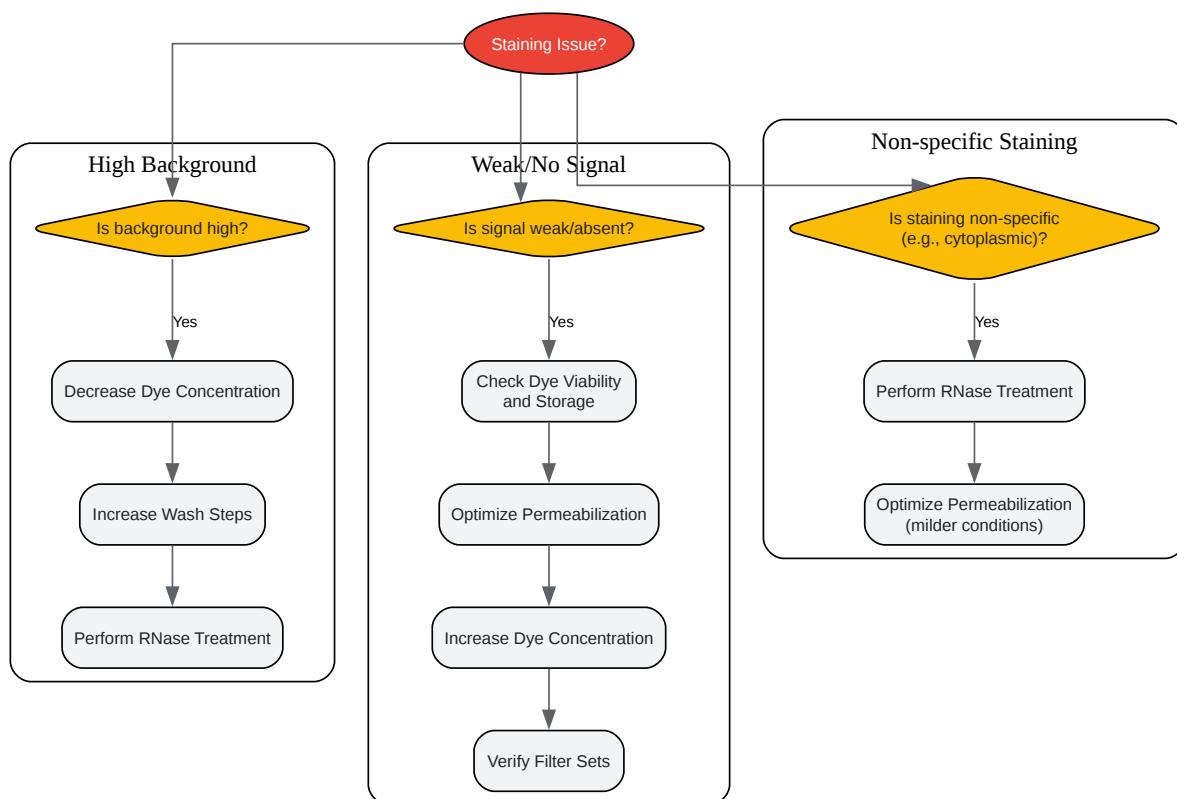 Staining Issue?
High Background
Is background high?
Yes
Decrease Dye Concentration
Increase Wash Steps
Perform RNase Treatment
Weak/No Signal
Is signal weak/absent?
Yes
Check Dye Viability
and Storage
Optimize Permeabilization
Increase Dye Concentration
Verify Filter Sets
Non-specific Staining
Is staining non-specific
(e.g., cytoplasmic)?
Yes
Perform RNase Treatment
Optimize Permeabilization
(milder conditions)